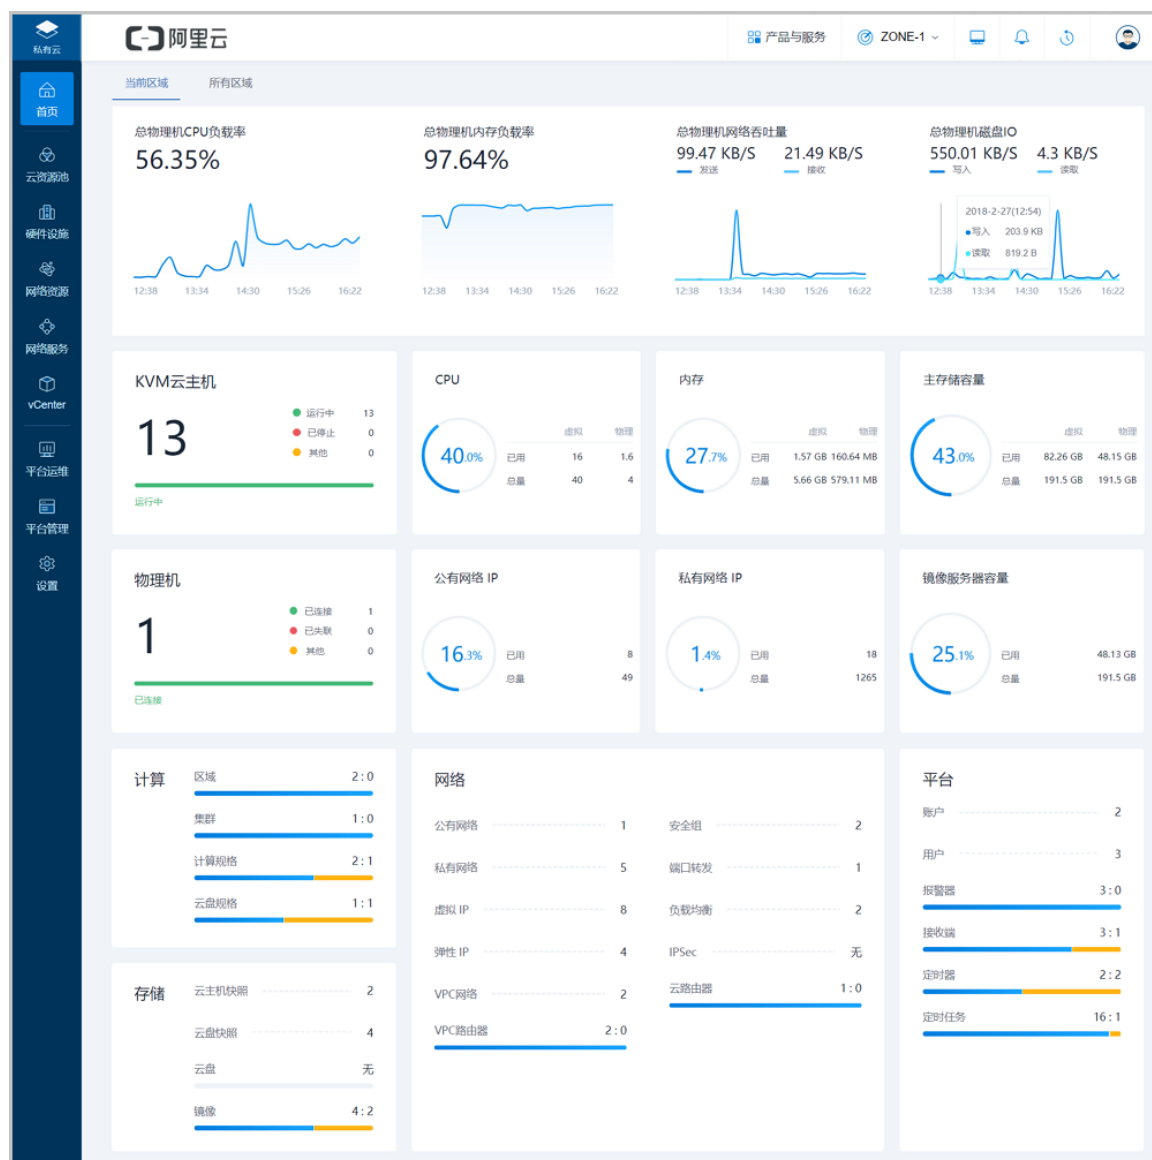 私有云
阿里云
产品与服务
ZONE-1
首页
云资源池
硬件设施
网络资源
网络服务
vCenter
平台运维
平台管理
设置
当前区域 所有区域
总物理机CPU负载率
56.35%
12:38 13:34 14:30 15:26 16:22
总物理机内存负载率
97.64%
12:38 13:34 14:30 15:26 16:22
总物理机网络吞吐量
99.47 KB/S 21.49 KB/S
发送 接收
12:38 13:34 14:30 15:26 16:22
总物理机磁盘IO
550.01 KB/S 4.3 KB/S
写入 读取
2018-2-27(12:54)
写入 203.9 KB
读取 819.2 B
12:38 13:34 14:30 15:26 16:22
KVM云主机
13
运行中 13
已停止 0
其他 0
运行中
CPU
40.0%
虚拟 物理
已用 16 1.6
总量 40 4
内存
27.7%
虚拟 物理
已用 1.57 GB 160.64 MB
总量 5.66 GB 579.11 MB
主存储容量
43.0%
虚拟 物理
已用 82.26 GB 48.15 GB
总量 191.5 GB 191.5 GB
物理机
1
已连接 1
已失联 0
其他 0
已连接
公有网络 IP
16.3%
已用 8
总量 49
私有网络 IP
1.4%
已用 18
总量 1265
镜像服务器容量
25.1%
已用 48.13 GB
总量 191.5 GB
计算
区域 2 : 0
集群 1 : 0
计算规格 2 : 1
云盘规格 1 : 1
存储
云主机快照 2
云盘快照 4
云盘 无
镜像 4 : 2
网络
公有网络 1
私有网络 5
虚拟 IP 8
弹性 IP 4
VPC网络 2
VPC路由器 2 : 0
安全组 2
端口转发 1
负载均衡 2
IPSec 无
云路由器 1 : 0
平台
账户 2
用户 3
报警器 3 : 0
接收端 3 : 1
定时器 2 : 2
定时任务 16 : 1